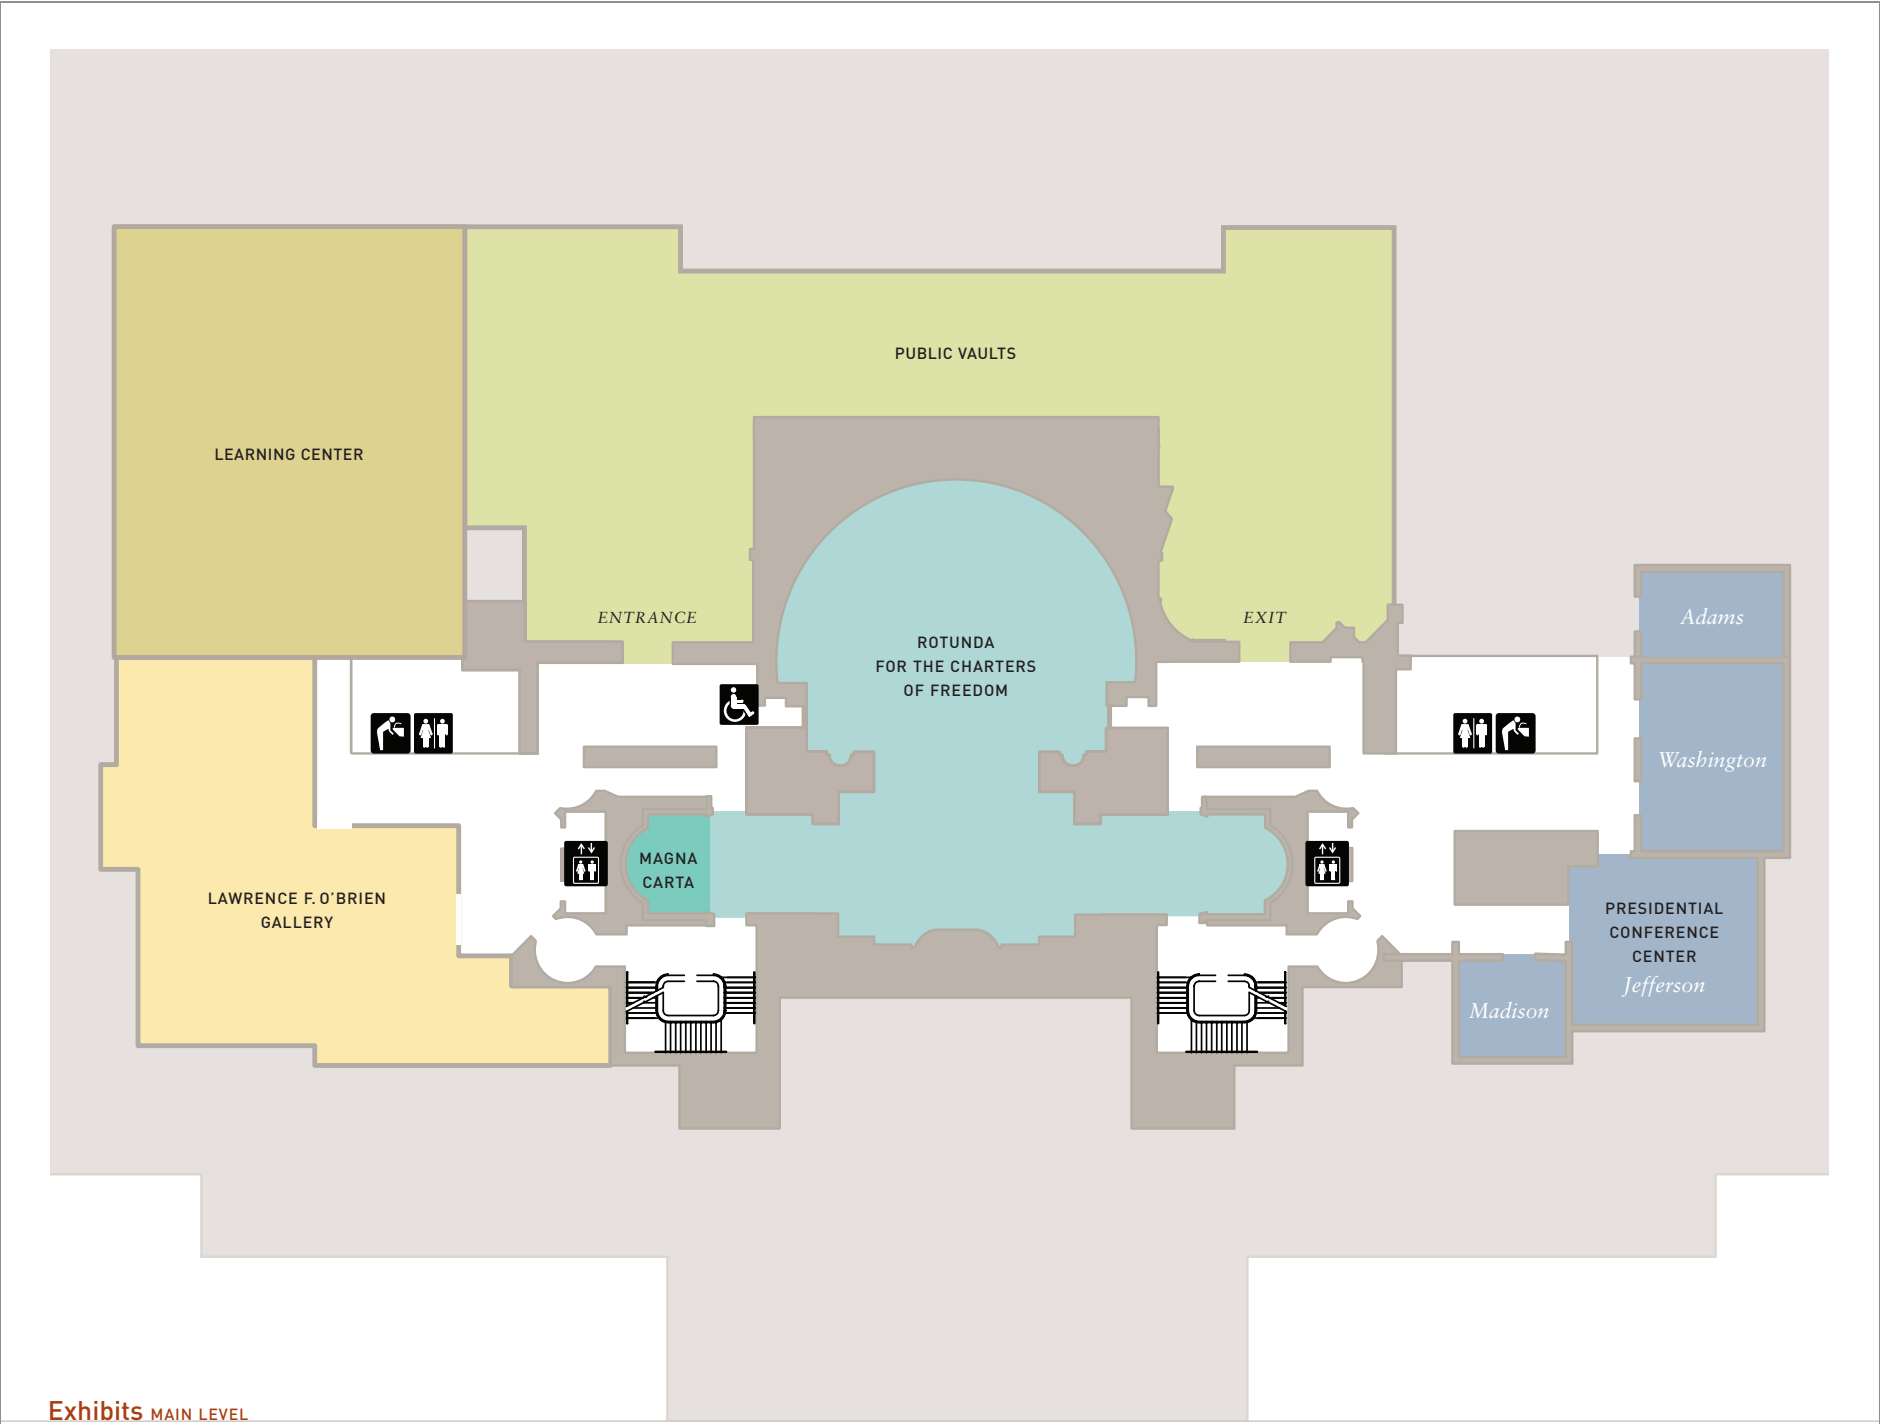 PUBLIC VAULTS
LEARNING CENTER
ENTRANCE
EXIT
Adams
ROTUNDA
FOR THE CHARTERS
OF FREEDOM
Washington
MAGNA
CARTA
LAWRENCE F. O'BRIEN
GALLERY
PRESIDENTIAL
CONFERENCE
CENTER
Jefferson
Madison
Exhibits MAIN LEVEL